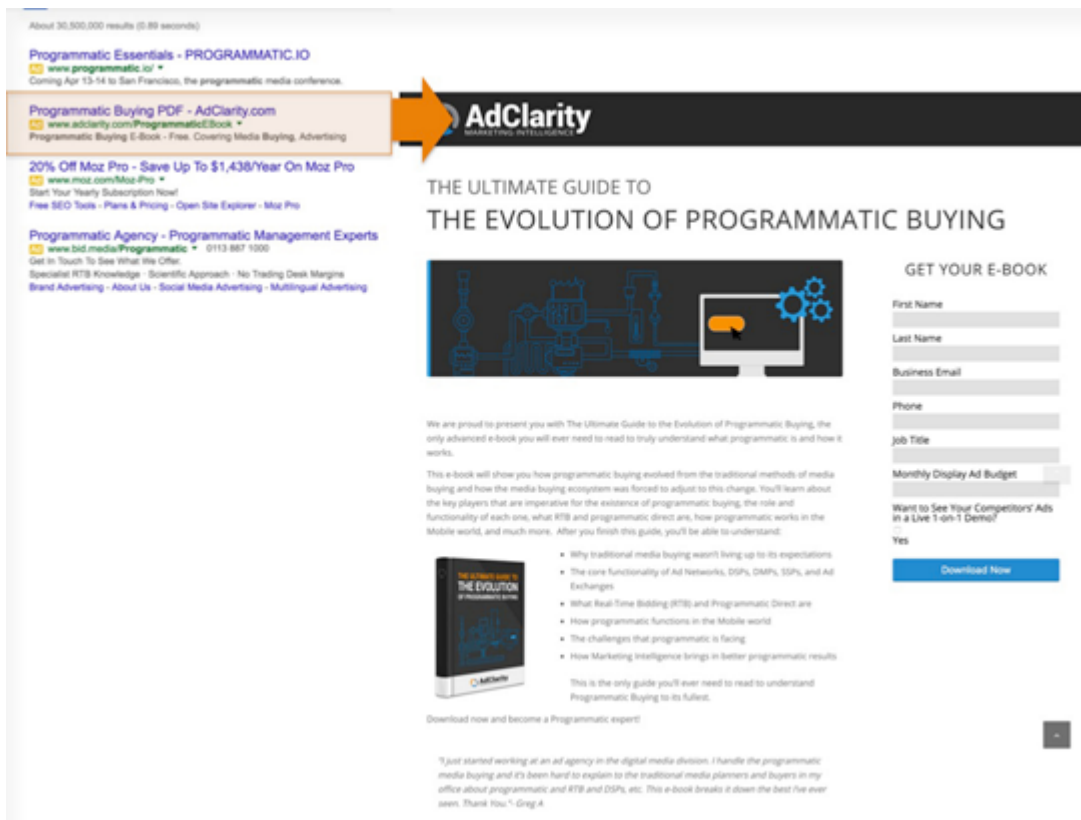 About 30,500,000 results (0.89 seconds)
Programmatic Essentials - PROGRAMMATIC.IO
Ad www.programmatic.io/
Coming Apr 13-14 to San Francisco, the programmatic media conference.
Programmatic Buying PDF - AdClarity.com
Ad www.adclarity.com/ProgrammaticEBook
Programmatic Buying E-Book - Free. Covering Media Buying, Advertising
20% Off Moz Pro - Save Up To $1,438/Year On Moz Pro
Ad www.moz.com/Moz-Pro
Start Your Yearly Subscription Now!
Free SEO Tools - Plans & Pricing - Open Site Explorer - Moz Pro
Programmatic Agency - Programmatic Management Experts
Ad www.bid.media/Programmatic 0113 887 1000
Get In Touch To See What We Offer.
Specialist RTB Knowledge · Scientific Approach · No Trading Desk Margins
Brand Advertising - About Us - Social Media Advertising - Multilingual Advertising
AdClarity
MARKETING INTELLIGENCE
THE ULTIMATE GUIDE TO
THE EVOLUTION OF PROGRAMMATIC BUYING
We are proud to present you with The Ultimate Guide to the Evolution of Programmatic Buying, the
only advanced e-book you will ever need to read to truly understand what programmatic is and how it
works.
This e-book will show you how programmatic buying evolved from the traditional methods of media
buying and how the media buying ecosystem was forced to adjust to this change. You'll learn about
the key players that are imperative for the existence of programmatic buying, the role and
functionality of each one, what RTB and programmatic direct are, how programmatic works in the
Mobile world, and much more. After you finish this guide, you'll be able to understand:
THE ULTIMATE GUIDE TO
THE EVOLUTION
OF PROGRAMMATIC BUYING
AdClarity
• Why traditional media buying wasn't living up to its expectations
• The core functionality of Ad Networks, DSPs, DMPs, SSPs, and Ad
Exchanges
• What Real-Time Bidding (RTB) and Programmatic Direct are
• How programmatic functions in the Mobile world
• The challenges that programmatic is facing
• How Marketing Intelligence brings in better programmatic results
This is the only guide you'll ever need to read to understand
Programmatic Buying to its fullest.
Download now and become a Programmatic expert!
"I just started working at an ad agency in the digital media division. I handle the programmatic
media buying and it's been hard to explain to the traditional media planners and buyers in my
office about programmatic and RTB and DSPs, etc. This e-book breaks it down the best I've ever
seen. Thank You."- Greg A
GET YOUR E-BOOK
First Name
Last Name
Business Email
Phone
Job Title
Monthly Display Ad Budget
Want to See Your Competitors' Ads
in a Live 1-on-1 Demo?
Yes
Download Now